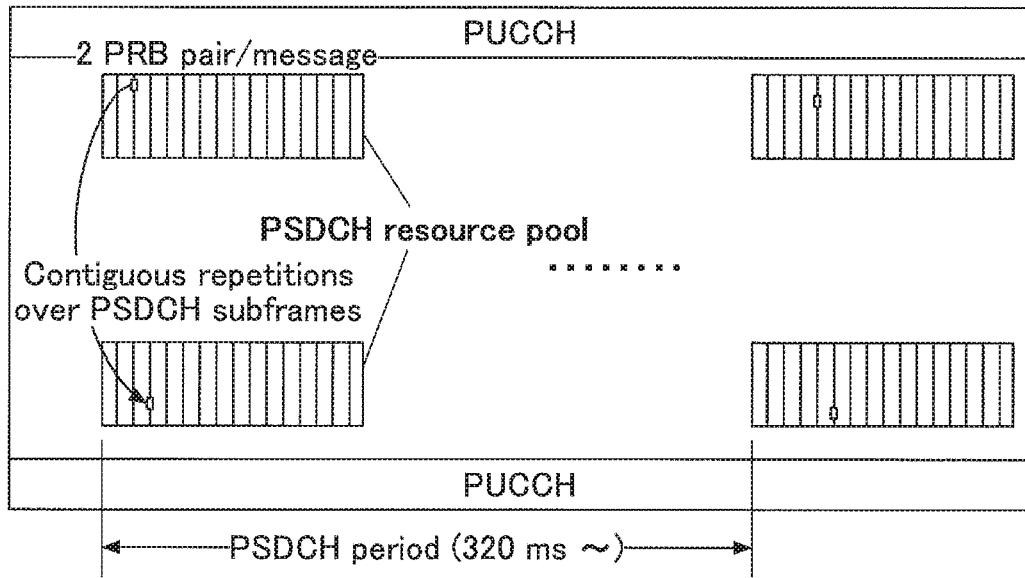 PUCCH
2 PRB pair/message
PSDCH resource pool
Contiguous repetitions
over PSDCH subframes
PUCCH
PSDCH period (320 ms ~)